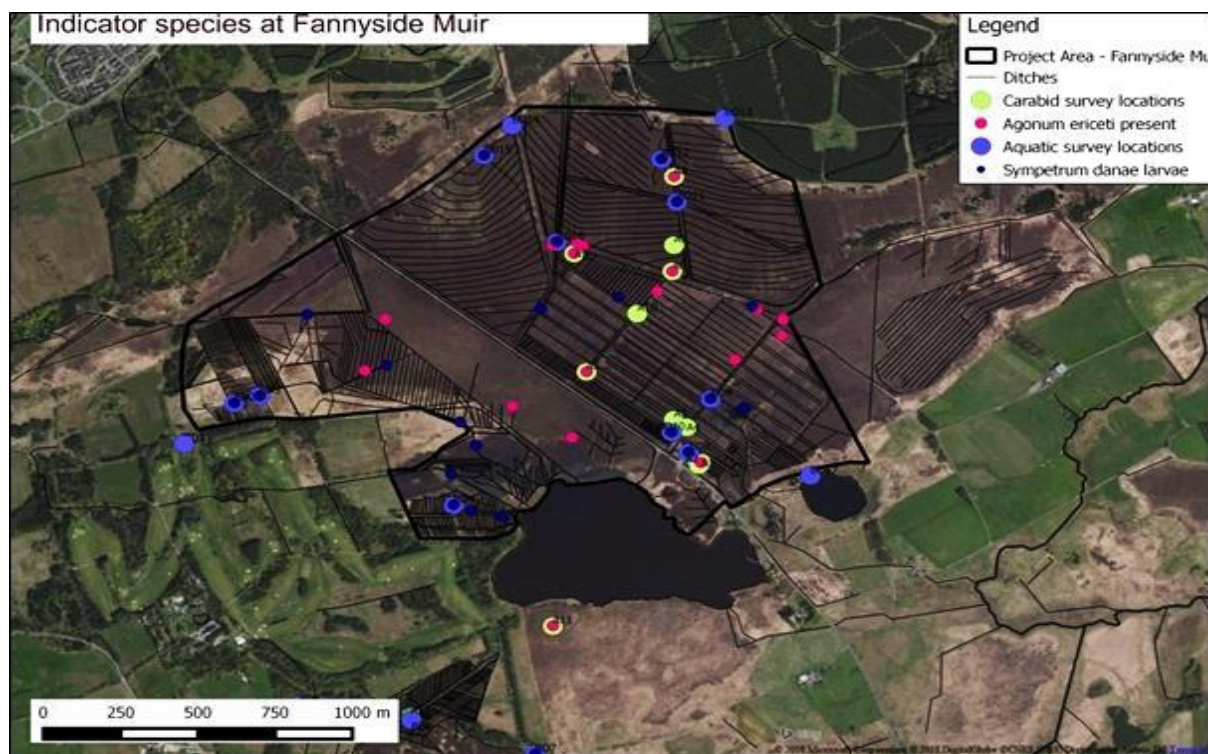 Indicator species at Fannyside Muir
Legend
Project Area - Fannyside Mu
Ditches
Carabid survey locations
Agonum ericeti present
Aquatic survey locations
Sympetrum danae larvae
0 250 500 750 1000 m